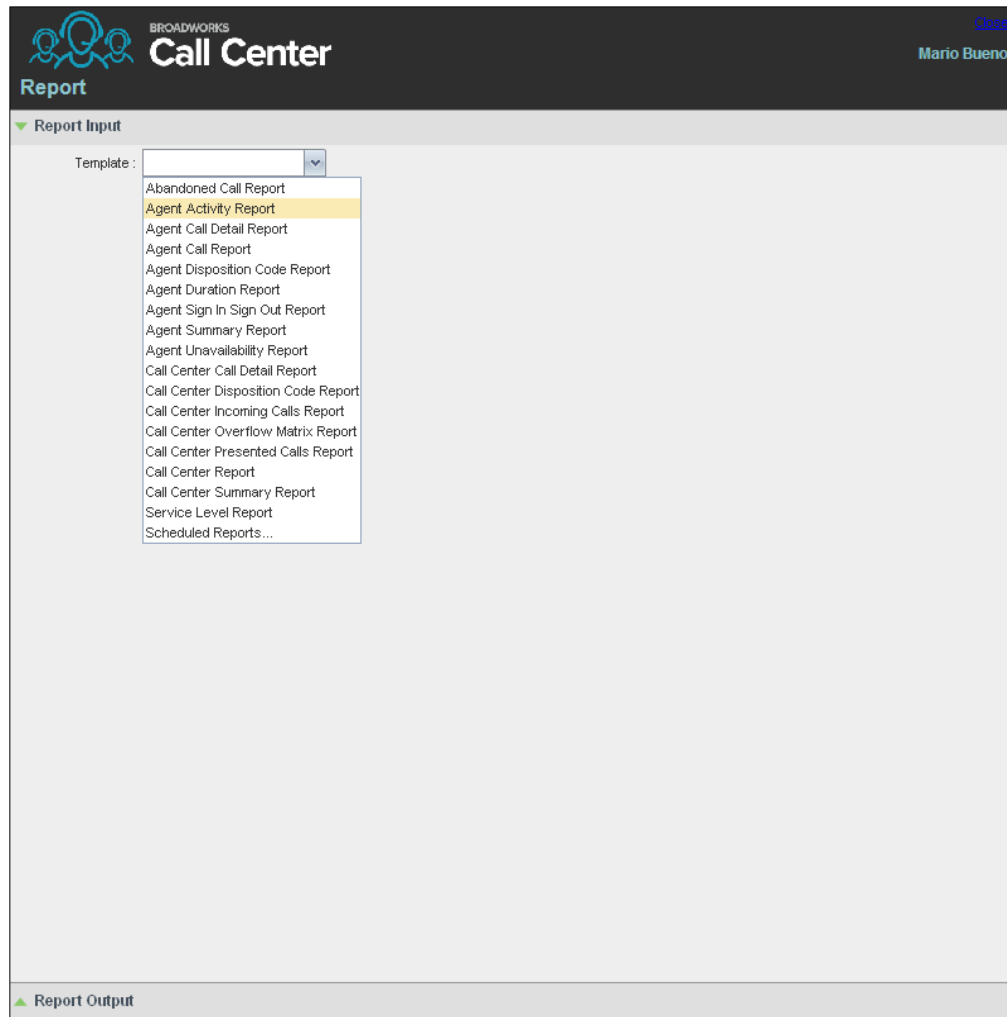 BROADWORKS
Call Center
Close
Mario Bueno
Report
Report Input
Template :
Abandoned Call Report
Agent Activity Report
Agent Call Detail Report
Agent Call Report
Agent Disposition Code Report
Agent Duration Report
Agent Sign In Sign Out Report
Agent Summary Report
Agent Unavailability Report
Call Center Call Detail Report
Call Center Disposition Code Report
Call Center Incoming Calls Report
Call Center Overflow Matrix Report
Call Center Presented Calls Report
Call Center Report
Call Center Summary Report
Service Level Report
Scheduled Reports...
Report Output